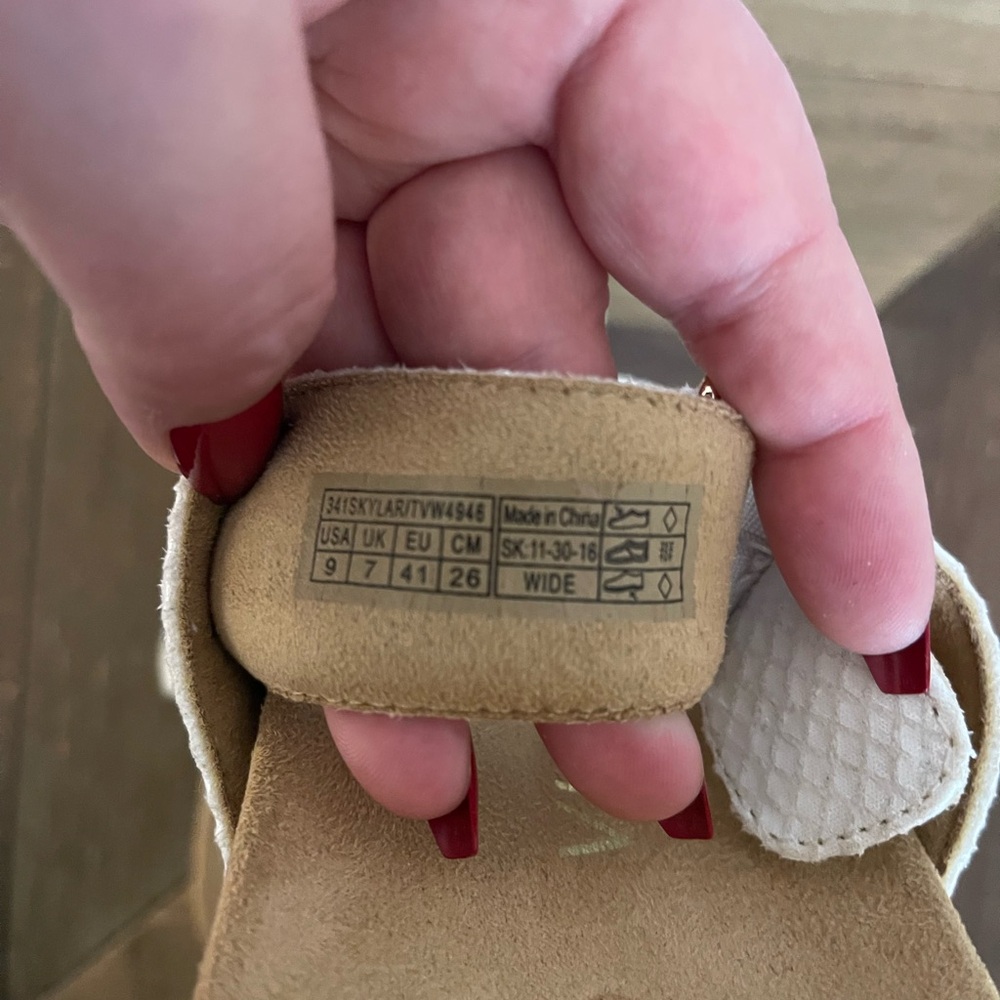 341SKYLAR/TVW4946
USA UK EU CM
9 7 41 26
Made in China
SK:11-30-16
WIDE